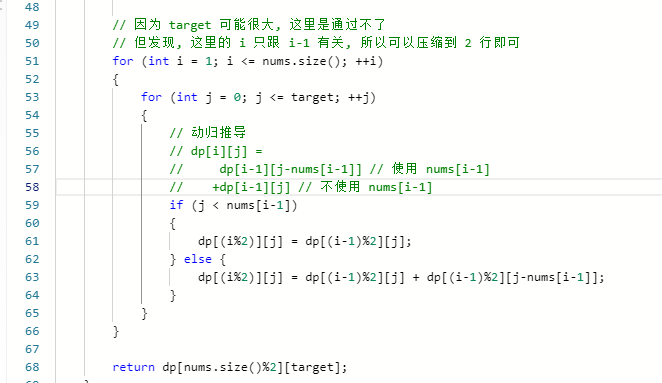 48
49 // 因为 target 可能很大, 这里是通过不了
50 // 但发现, 这里的 i 只跟 i-1 有关, 所以可以压缩到 2 行即可
51 for (int i = 1; i <= nums.size(); ++i)
52 {
53 for (int j = 0; j <= target; ++j)
54 {
55 // 动归推导
56 // dp[i][j] =
57 //     dp[i-1][j-nums[i-1]] // 使用 nums[i-1]
58 //    +dp[i-1][j] // 不使用 nums[i-1]
59 if (j < nums[i-1])
60 {
61 dp[(i%2)][j] = dp[(i-1)%2][j];
62 } else {
63 dp[(i%2)][j] = dp[(i-1)%2][j] + dp[(i-1)%2][j-nums[i-1]];
64 }
65 }
66 }
67
68 return dp[nums.size()%2][target];